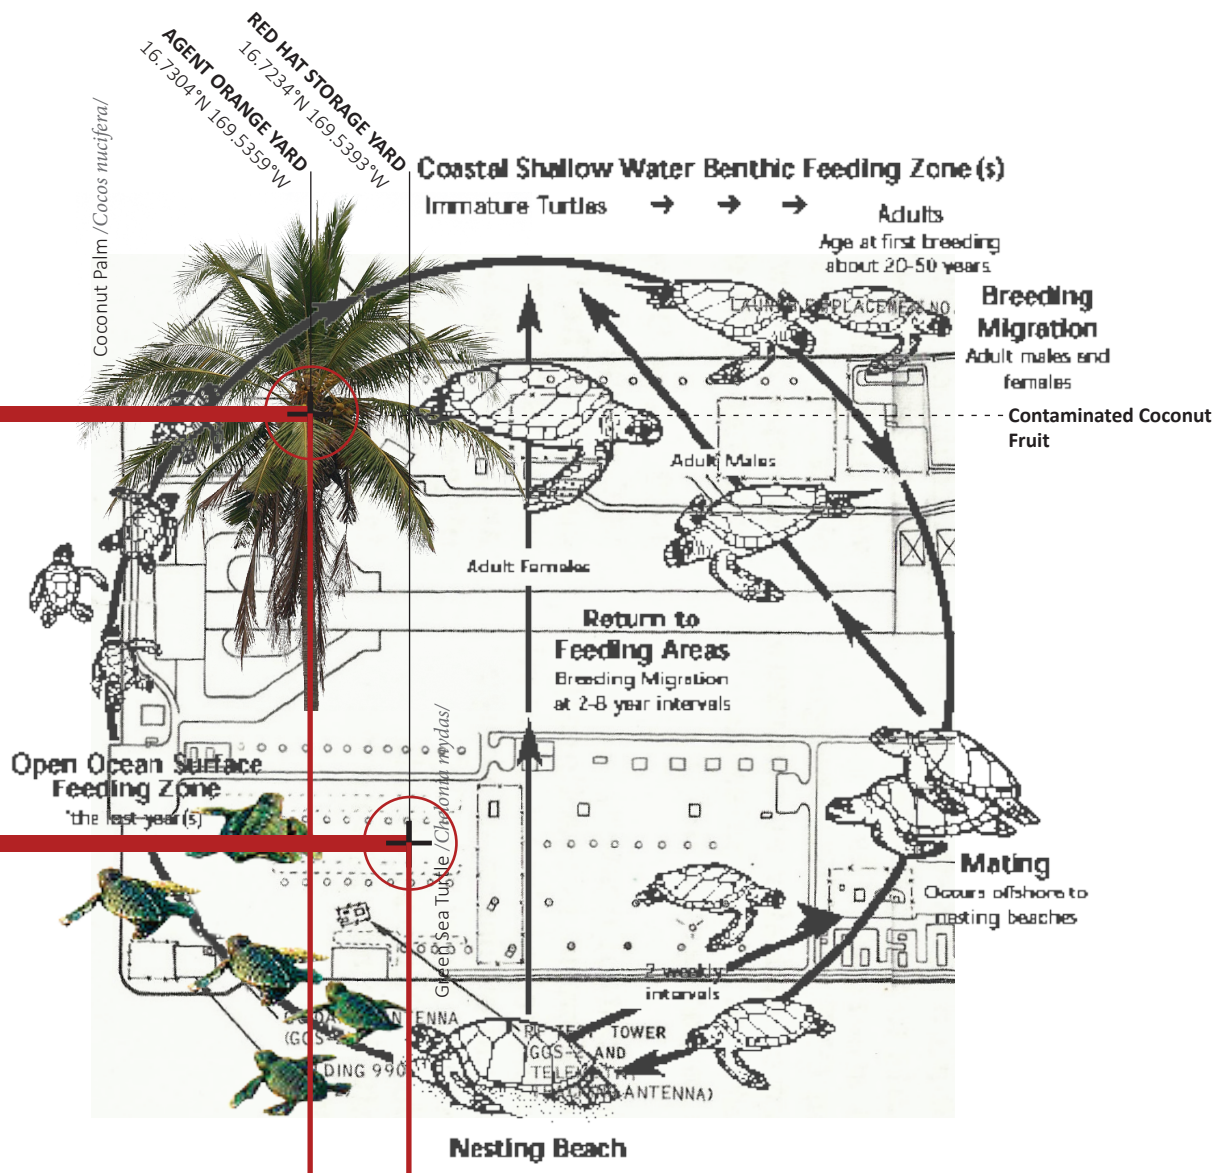 RED HAT STORAGE YARD
16.7234°N 169.5393°W
AGENT ORANGE YARD
16.7304°N 169.5359°W
Coconut Palm /Cocos nucifera/
Coastal Shallow Water Benthic Feeding Zone (s)
Immature Turtles
Adults
Age at first breeding
about 20-50 years
Breeding
Migration
Adult males and
females
Contaminated Coconut
Fruit
Adult Males
Adult Females
Return to
Feeding Areas
Breeding Migration
at 2-8 year intervals
Open Ocean Surface
Feeding Zone
Green Sea Turtle /Chelonia mydas/
Mating
Occurs offshore to
nesting beaches
2 weekly
intervals
TEST TOWER
AND
ANTENNA)
Nesting Beach